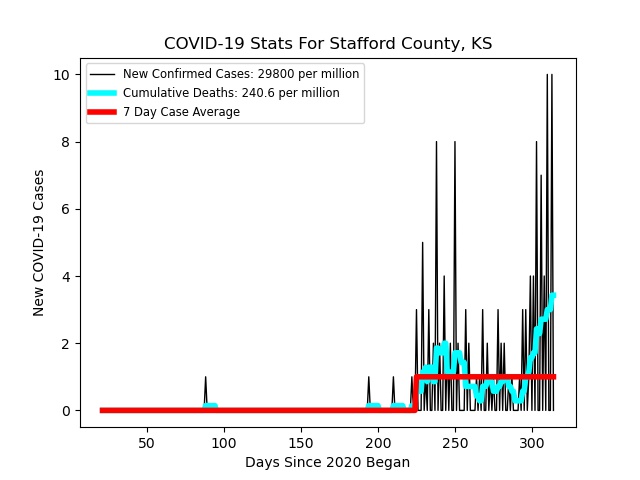 COVID-19 Stats For Stafford County, KS
New Confirmed Cases: 29800 per million
Cumulative Deaths: 240.6 per million
7 Day Case Average
New COVID-19 Cases
10
8
6
4
2
0
50 100 150 200 250 300
Days Since 2020 Began